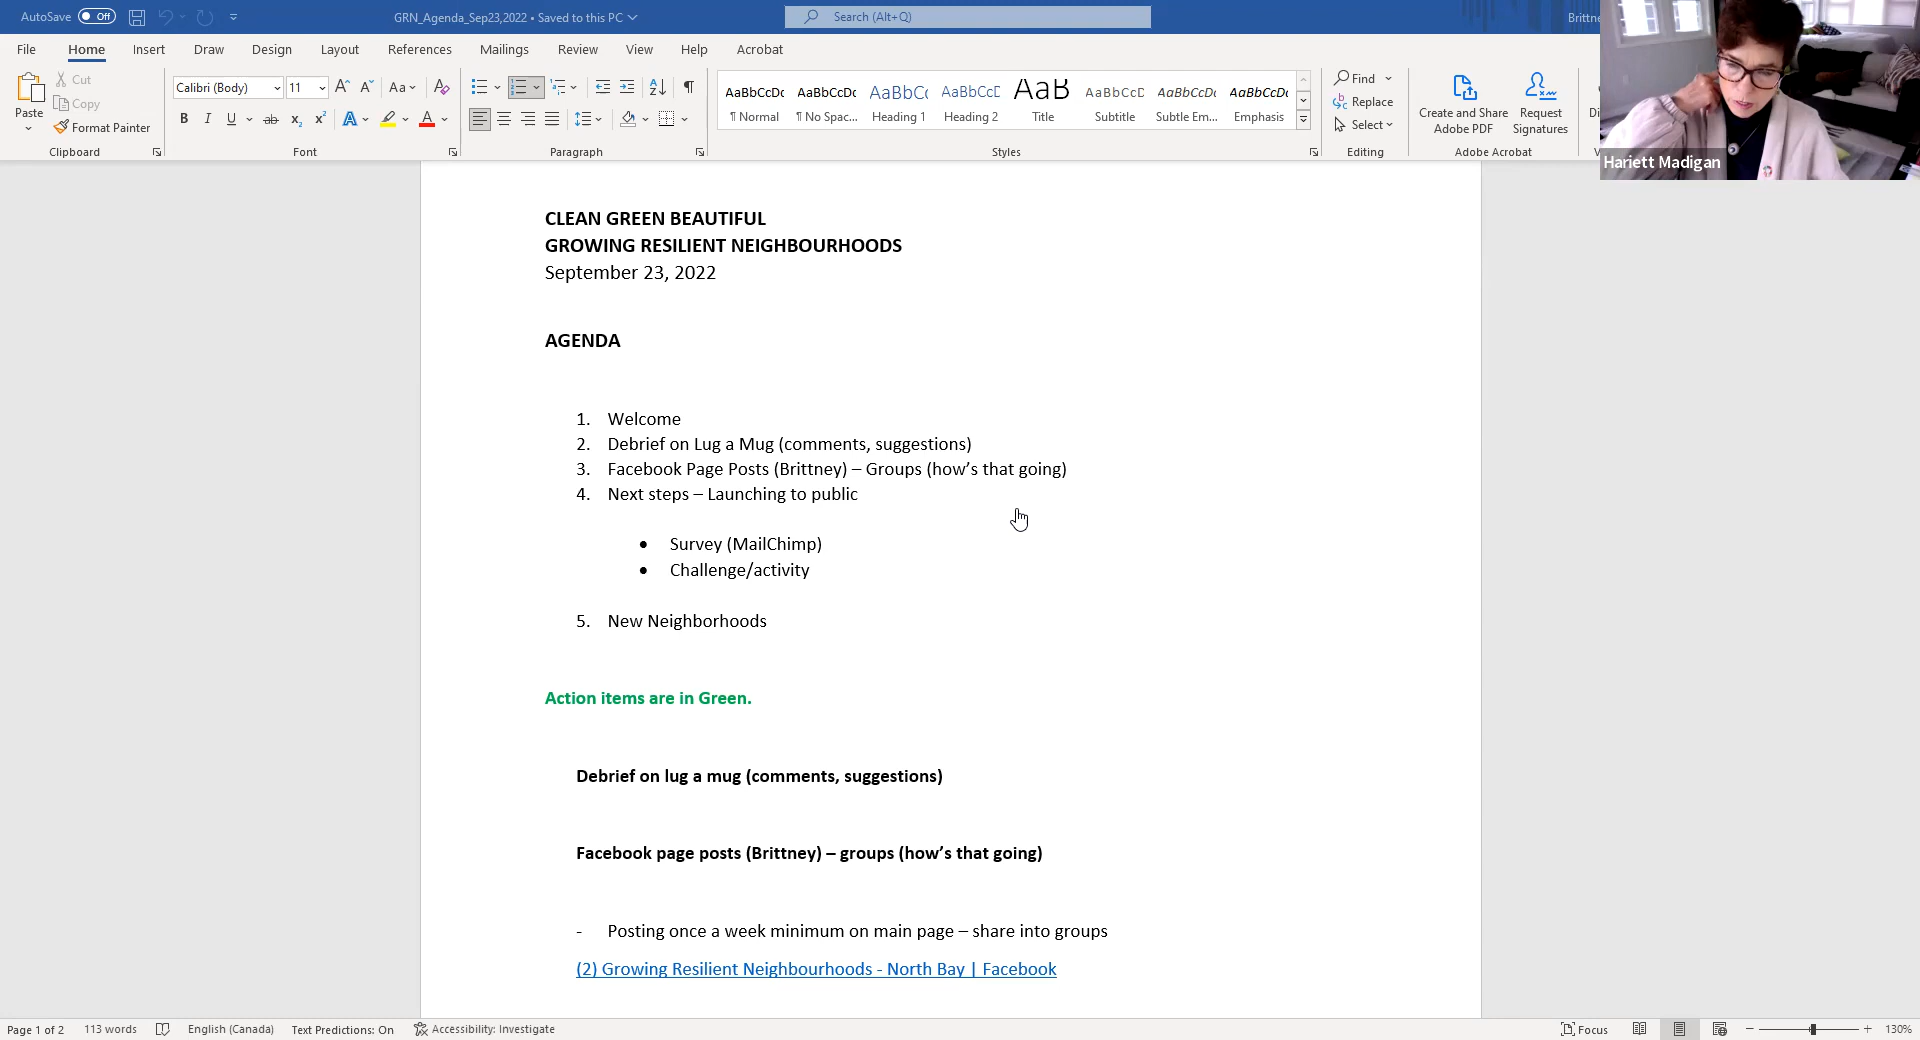 AutoSave Off GRN_Agenda_Sep23,2022 • Saved to this PC Search (Alt+Q) Brittne
File Home Insert Draw Design Layout References Mailings Review View Help Acrobat
Paste Cut
Copy
Format Painter
Clipboard
Calibri (Body) 11 Aa
B I U ab x₂ x² A A
Font
Paragraph
AaBbCcDc AaBbCcDc AaBbC AaBbCcE AaB AaBbCcD AaBbCcDt AaBbCcDt
¶ Normal ¶ No Spac... Heading 1 Heading 2 Title Subtitle Subtle Em... Emphasis
Styles
Find
Replace
Select
Editing
Create and Share Request
Adobe PDF Signatures
Adobe Acrobat
Hariett Madigan
CLEAN GREEN BEAUTIFUL
GROWING RESILIENT NEIGHBOURHOODS
September 23, 2022
AGENDA
1. Welcome
2. Debrief on Lug a Mug (comments, suggestions)
3. Facebook Page Posts (Brittney) – Groups (how's that going)
4. Next steps – Launching to public
• Survey (MailChimp)
• Challenge/activity
5. New Neighborhoods
Action items are in Green.
Debrief on lug a mug (comments, suggestions)
Facebook page posts (Brittney) – groups (how's that going)
- Posting once a week minimum on main page – share into groups
(2) Growing Resilient Neighbourhoods - North Bay | Facebook
Page 1 of 2 113 words English (Canada) Text Predictions: On Accessibility: Investigate Focus 130%